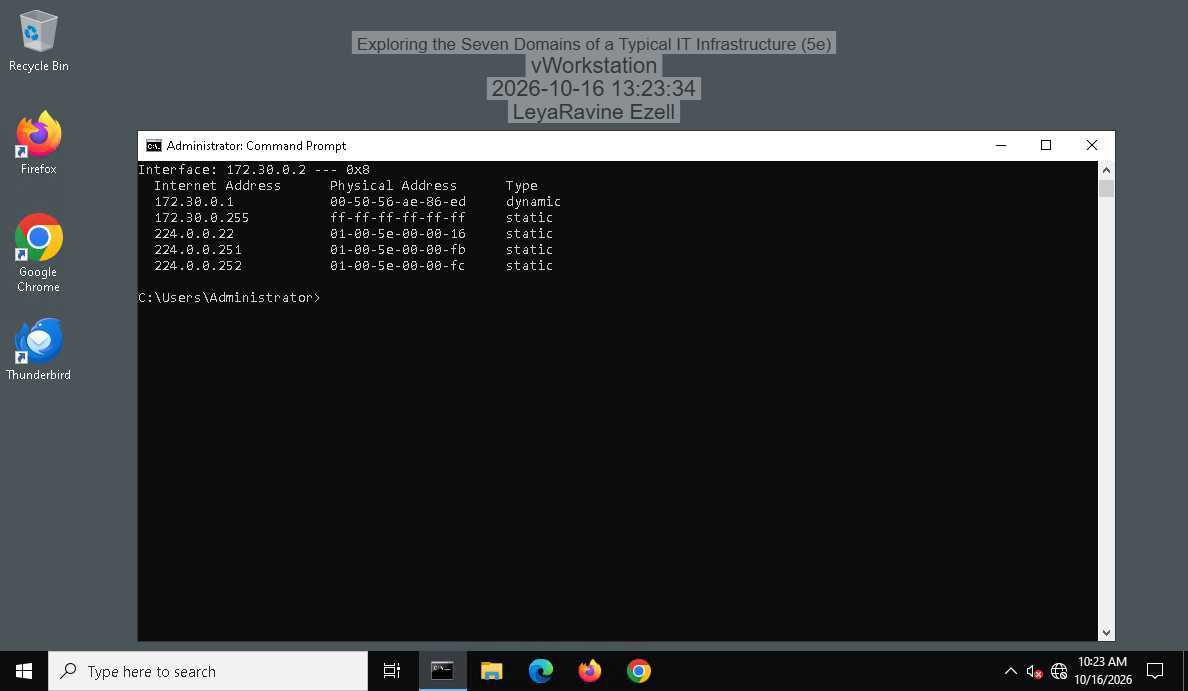 Recycle Bin
Firefox
Google
Chrome
Thunderbird
Exploring the Seven Domains of a Typical IT Infrastructure (5e)
vWorkstation
2026-10-16 13:23:34
LeyaRavine Ezell
Administrator: Command Prompt
Interface: 172.30.0.2 --- 0x8
Internet Address Physical Address Type
172.30.0.1 00-50-56-ae-86-ed dynamic
172.30.0.255 ff-ff-ff-ff-ff-ff static
224.0.0.22 01-00-5e-00-00-16 static
224.0.0.251 01-00-5e-00-00-fb static
224.0.0.252 01-00-5e-00-00-fc static
C:\Users\Administrator>
Type here to search
10:23 AM
10/16/2026